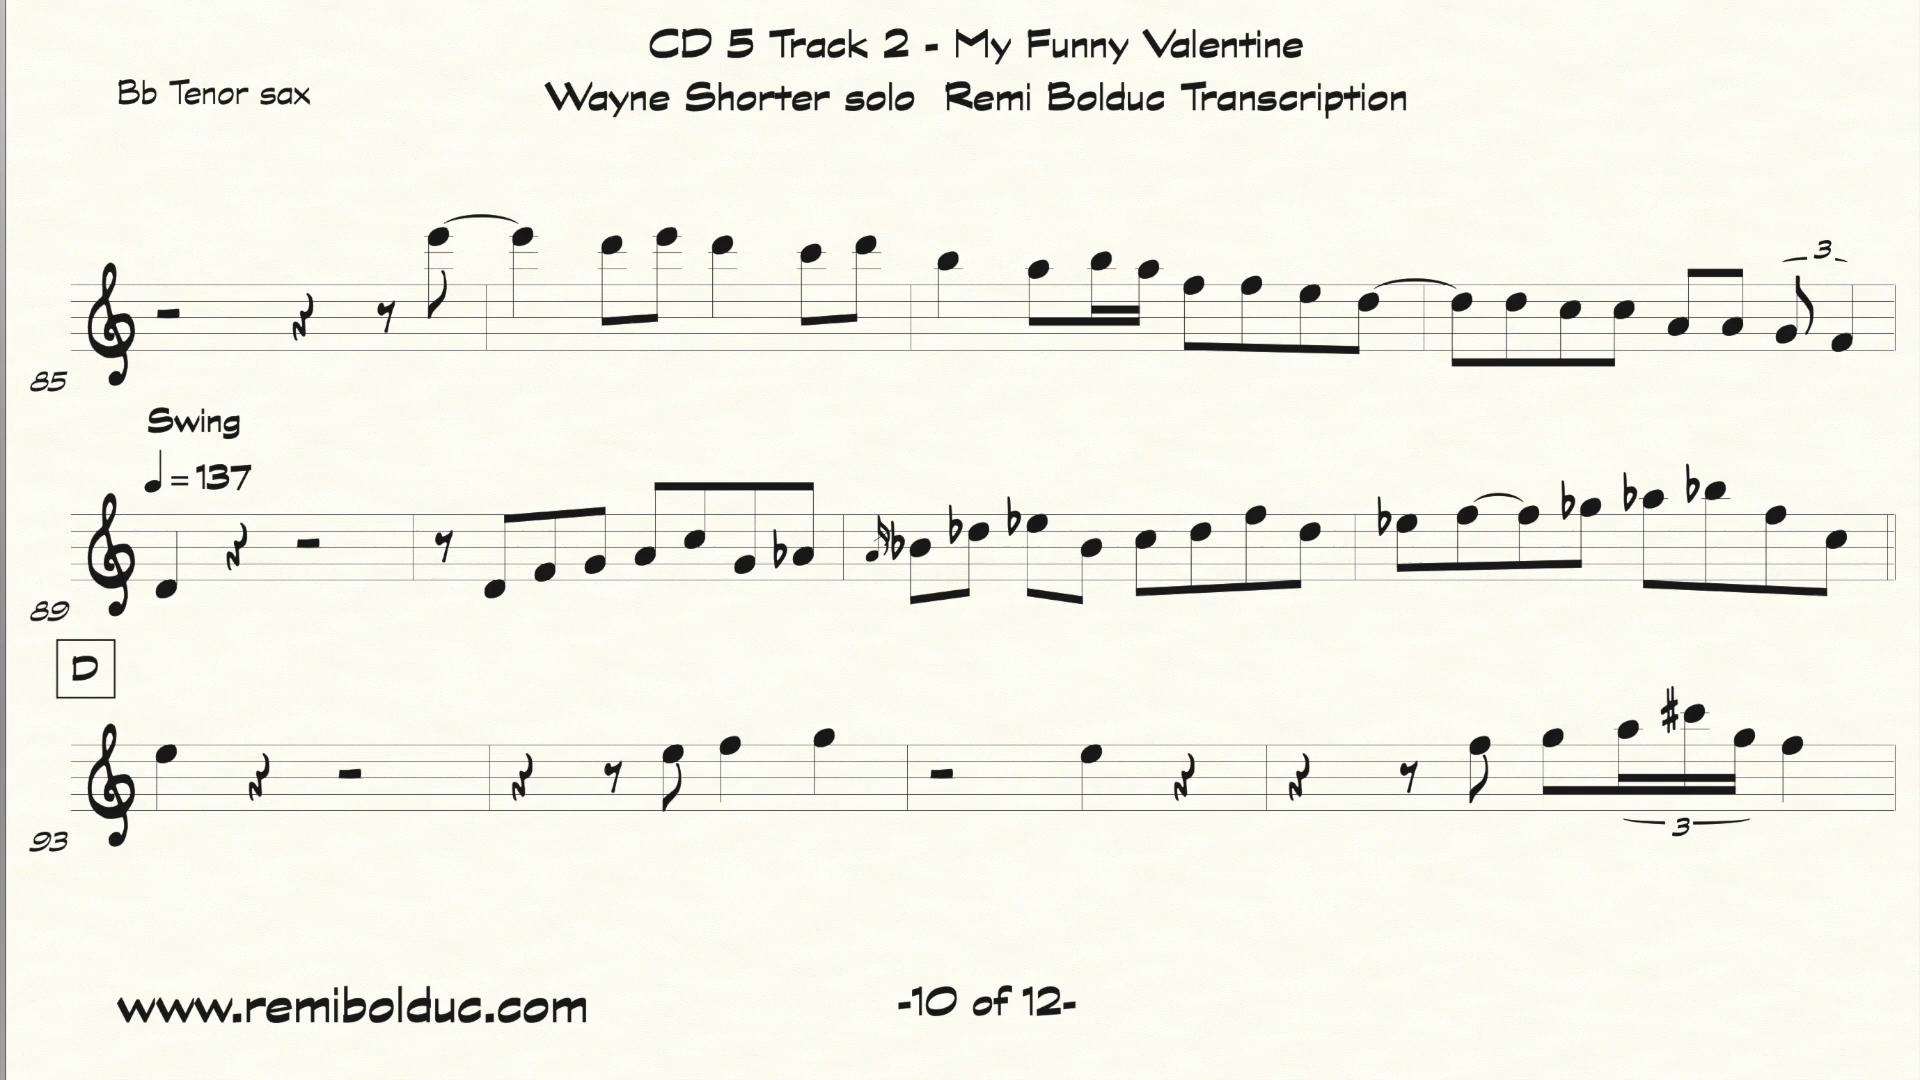 CD 5 Track 2 - My Funny Valentine
Bb Tenor sax
Wayne Shorter solo Remi Bolduc Transcription
3
85
Swing
= 137
89
D
93
3
www.remibolduc.com
-10 of 12-